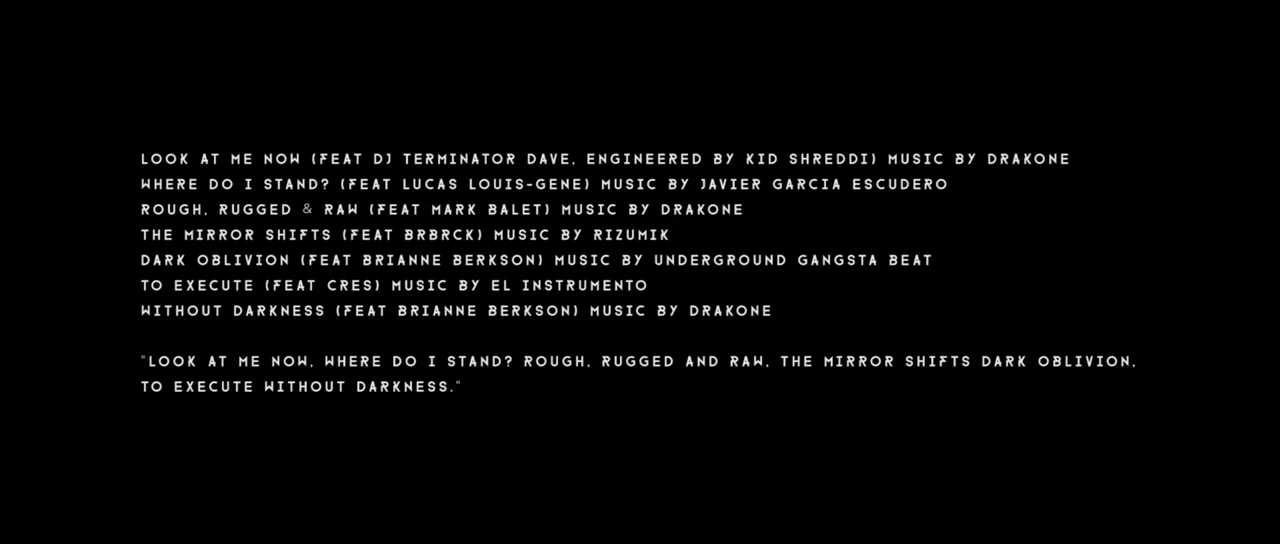 LOOK AT ME NOW (FEAT DJ TERMINATOR DAVE, ENGINEERED BY KID SHREDDI) MUSIC BY DRAKONE
WHERE DO I STAND? (FEAT LUCAS LOUIS-GENE) MUSIC BY JAVIER GARCIA ESCUDERO
ROUGH, RUGGED & RAW (FEAT MARK BALET) MUSIC BY DRAKONE
THE MIRROR SHIFTS (FEAT BRBRCK) MUSIC BY RIZUMIK
DARK OBLIVION (FEAT BRIANNE BERKSON) MUSIC BY UNDERGROUND GANGSTA BEAT
TO EXECUTE (FEAT CRES) MUSIC BY EL INSTRUMENTO
WITHOUT DARKNESS (FEAT BRIANNE BERKSON) MUSIC BY DRAKONE
"LOOK AT ME NOW, WHERE DO I STAND? ROUGH, RUGGED AND RAW, THE MIRROR SHIFTS DARK OBLIVION,
TO EXECUTE WITHOUT DARKNESS."